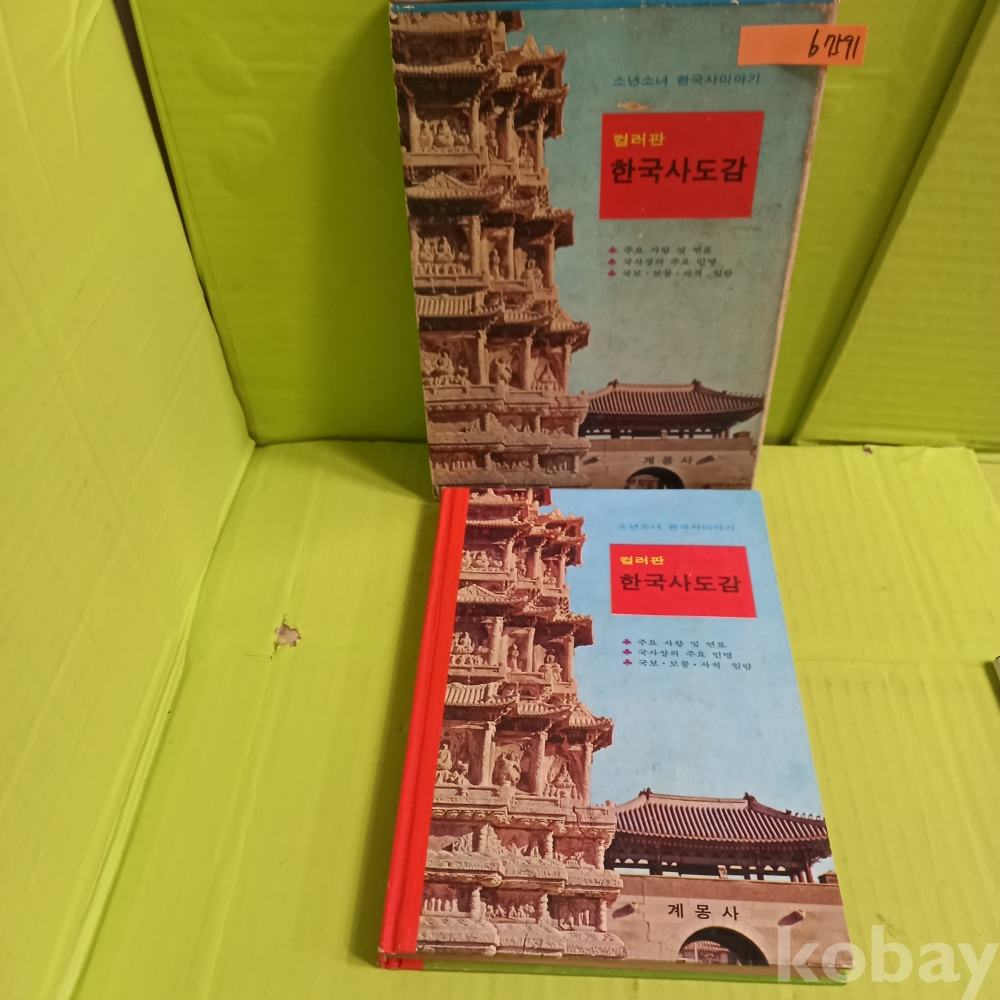 67591
소년소녀 한국사이야기
컬러판
한국사도감
♣ 주요 사항 및 연표
♣ 국사상의 주요 인명
♣ 국보·보물·사적 일람
계몽사
소년소녀 한국사이야기
컬러판
한국사도감
♣ 주요 사항 및 연표
♣ 국사상의 주요 인명
♣ 국보·보물·사적 일람
계몽사
kobay